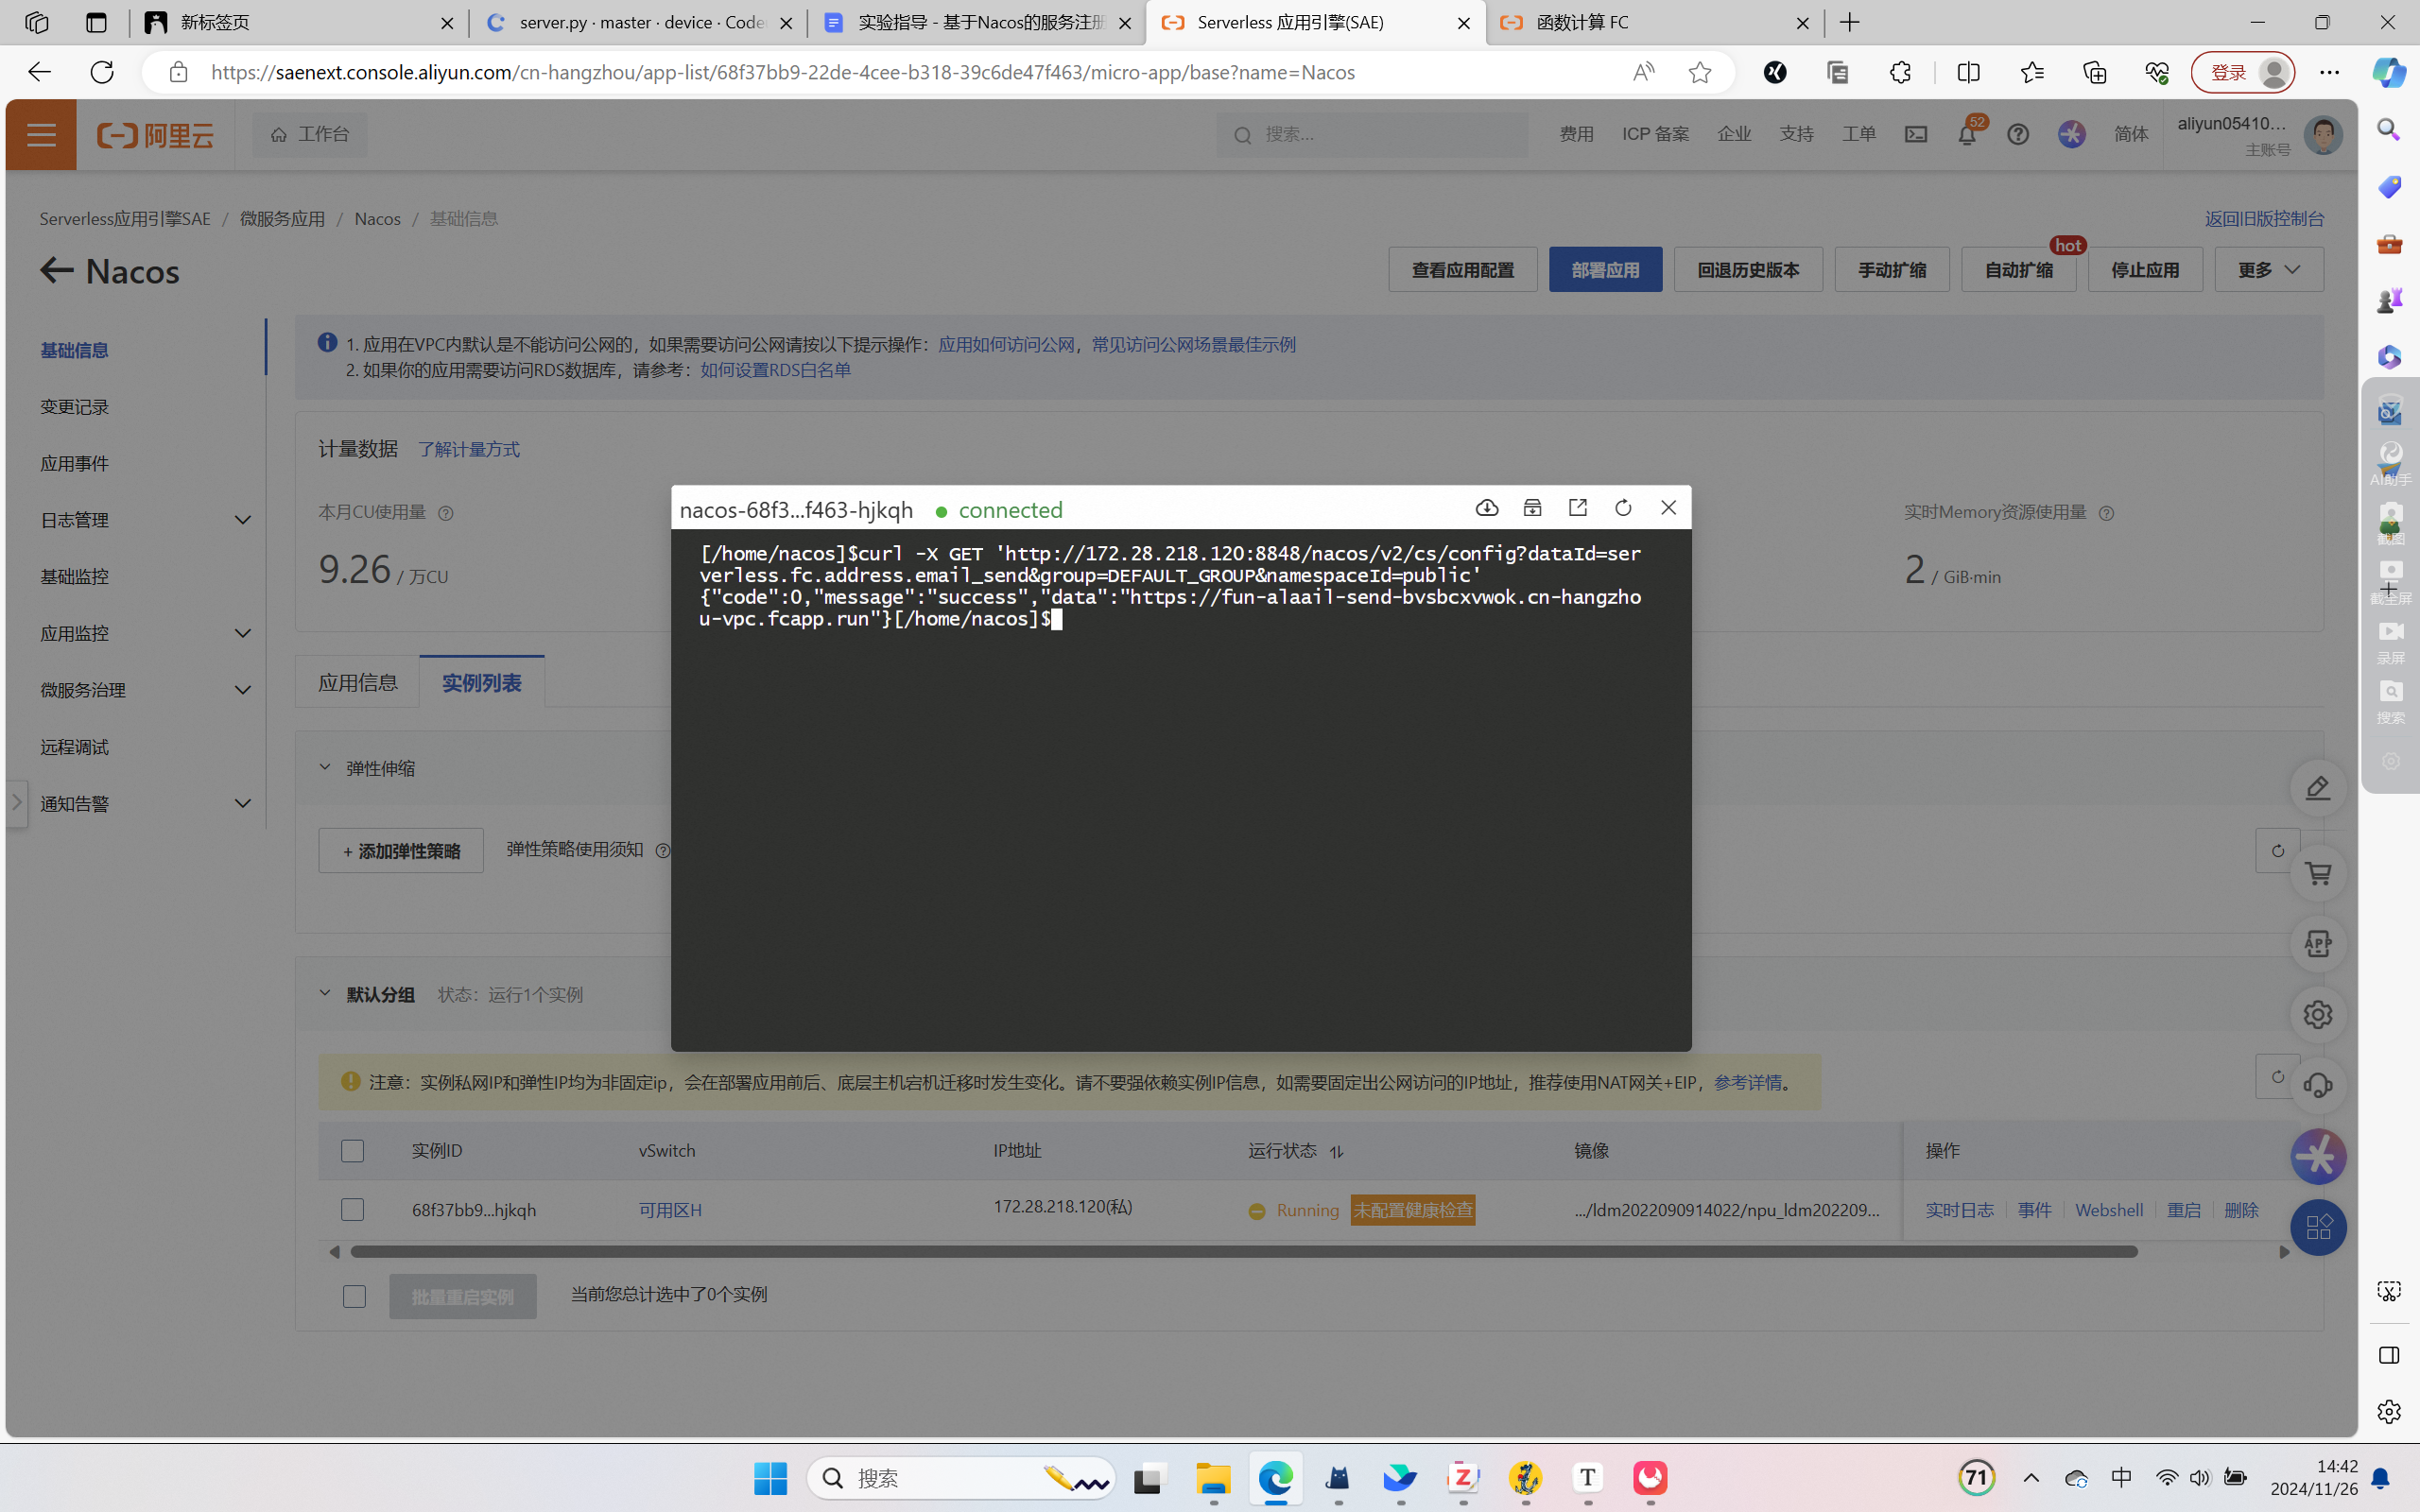 新标签页
server.py · master · device · Code
实验指导 - 基于Nacos的服务注册
Serverless 应用引擎(SAE)
函数计算 FC
https://saenext.console.aliyun.com/cn-hangzhou/app-list/68f37bb9-22de-4cee-b318-39c6de47f463/micro-app/base?name=Nacos
登录
阿里云
工作台
搜索...
费用
ICP 备案
企业
支持
工单
52
简体
aliyun05410...
主账号
Serverless应用引擎SAE / 微服务应用 / Nacos / 基础信息
返回旧版控制台
Nacos
查看应用配置
部署应用
回退历史版本
手动扩缩
自动扩缩
hot
停止应用
更多
基础信息
变更记录
应用事件
日志管理
基础监控
应用监控
微服务治理
远程调试
通知告警
1. 应用在VPC内默认是不能访问公网的，如果需要访问公网请按以下提示操作：应用如何访问公网，常见访问公网场景最佳示例
2. 如果你的应用需要访问RDS数据库，请参考：如何设置RDS白名单
计量数据 了解计量方式
本月CU使用量
9.26 / 万CU
实时Memory资源使用量
2 / GiB·min
nacos-68f3...f463-hjkqh
connected
[/home/nacos]$curl -X GET 'http://172.28.218.120:8848/nacos/v2/cs/config?dataId=ser
verless.fc.address.email_send&group=DEFAULT_GROUP&namespaceId=public'
{"code":0,"message":"success","data":"https://fun-alaail-send-bvsbcxvwok.cn-hangzho
u-vpc.fcapp.run"}[/home/nacos]$
应用信息
实例列表
弹性伸缩
+ 添加弹性策略
弹性策略使用须知
默认分组
状态：运行1个实例
注意：实例私网IP和弹性IP均为非固定ip，会在部署应用前后、底层主机宕机迁移时发生变化。请不要强依赖实例IP信息，如需要固定出公网访问的IP地址，推荐使用NAT网关+EIP，参考详情。
实例ID
vSwitch
IP地址
运行状态
镜像
操作
68f37bb9...hjkqh
可用区H
172.28.218.120(私)
Running
未配置健康检查
.../ldm2022090914022/npu_ldm202209...
实时日志
事件
Webshell
重启
删除
批量重启实例
当前您总计选中了0个实例
AI助手
截图
截全屏
录屏
搜索
APP
搜索
71
中
14:42
2024/11/26